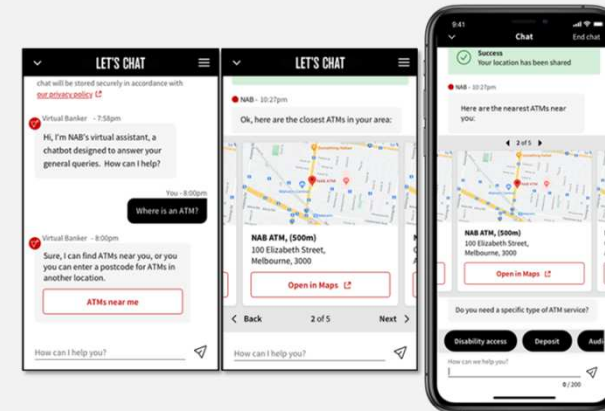 LET'S CHAT
chat will be stored securely in accordance with
our privacy policy
Virtual Banker - 7:58pm
Hi, I'm NAB's virtual assistant, a
chatbot designed to answer your
general queries. How can I help?
You - 8:00pm
Where is an ATM?
Virtual Banker - 8:00pm
Sure, I can find ATMs near you, or you
you can enter a postcode for ATMs in
another location.
ATMs near me
How can I help you?
LET'S CHAT
NAB - 10:27pm
Ok, here are the closest ATMs in your area:
NAB ATM
NAB ATM, (500m)
100 Elizabeth Street,
Melbourne, 3000
Open in Maps
Back
2 of 5
Next
How can I help you?
9:41
Chat
End chat
Success
Your location has been shared
NAB - 10:27pm
Here are the nearest ATMs near
you:
2 of 5
NAB ATM
NAB ATM, (500m)
100 Elizabeth Street,
Melbourne, 3000
Open in Maps
Do you need a specific type of ATM service?
Disability access
Deposit
Audi
How can we help you?
0 / 200